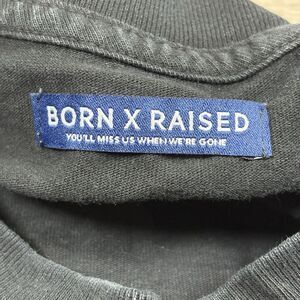 BORN X RAISED
YOU'LL MISS US WHEN WE'RE GONE